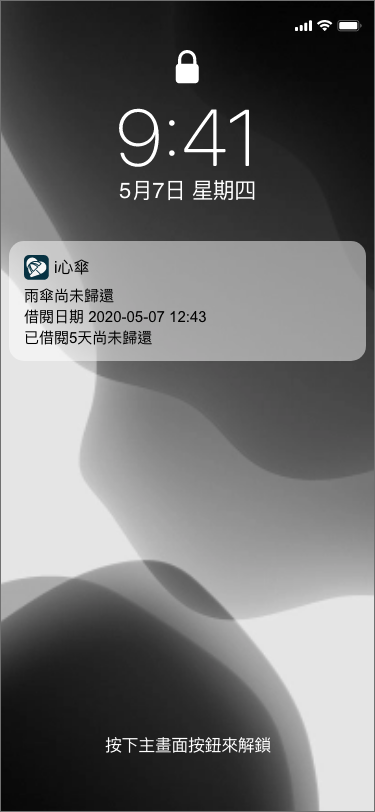 9:41
5月7日 星期四
i心傘
雨傘尚未歸還
借閱日期 2020-05-07 12:43
已借閱5天尚未歸還
按下主畫面按鈕來解鎖